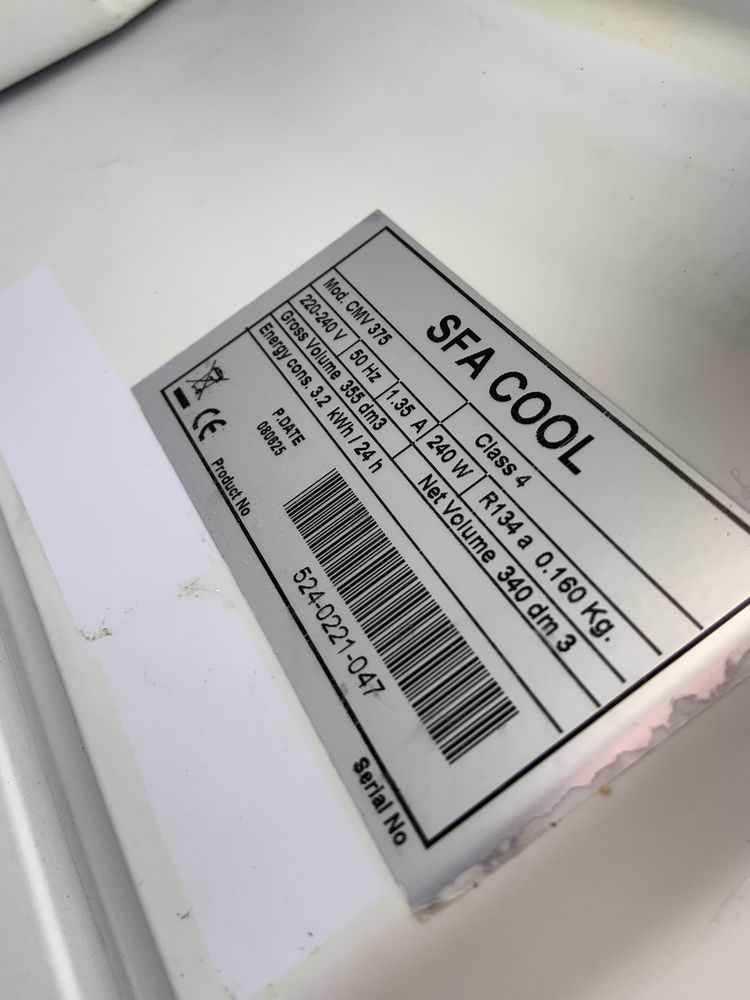 SFA COOL
Mod. CMV 375 Class 4
220-240 V 50 Hz 1.35 A 240 W R134 a 0.160 Kg.
Gross Volume 355 dm3 Net Volume 340 dm 3
Energy cons. 3.2 kWh / 24 h
CE
P.DATE
080625
524-0221-047
Product No Serial No